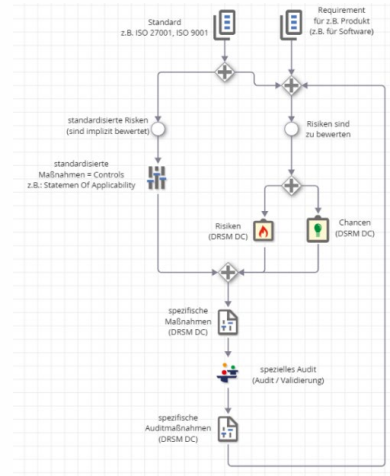 Standard
z.B. ISO 27001, ISO 9001
Requirement
für z.B. Produkt
(z.B. für Software)
standardisierte Risken
(sind implizit bewertet)
Risiken sind
zu bewerten
standardisierte
Maßnahmen = Controls
z.B.: Statemen Of Applicability
Risiken
(DRSM DC)
Chancen
(DSRM DC)
spezifische
Maßnahmen
(DRSM DC)
spezielles Audit
(Audit / Validierung)
spezifische
Auditmaßnahmen
(DRSM DC)